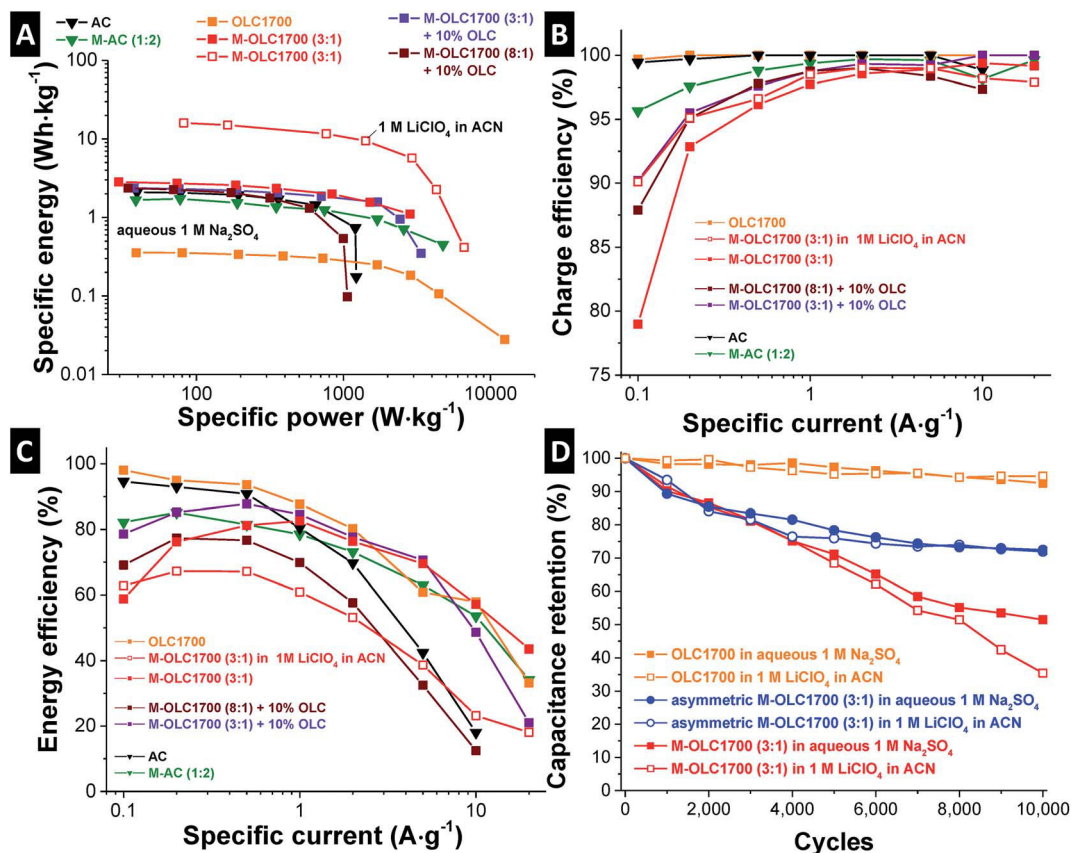 A
AC
M-AC (1:2)
OLC1700
M-OLC1700 (3:1)
M-OLC1700 (3:1)
M-OLC1700 (3:1)
+ 10% OLC
M-OLC1700 (8:1)
+ 10% OLC
Specific energy (Wh·kg⁻¹)
100
10
1
0.1
0.01
1 M LiClO₄ in ACN
aqueous 1 M Na₂SO₄
100
1000
10000
Specific power (W·kg⁻¹)
B
Charge efficiency (%)
100
95
90
85
80
75
OLC1700
M-OLC1700 (3:1) in 1M LiClO₄ in ACN
M-OLC1700 (3:1)
M-OLC1700 (8:1) + 10% OLC
M-OLC1700 (3:1) + 10% OLC
AC
M-AC (1:2)
0.1
1
10
Specific current (A·g⁻¹)
C
Energy efficiency (%)
100
80
60
40
20
0
OLC1700
M-OLC1700 (3:1) in 1M LiClO₄ in ACN
M-OLC1700 (3:1)
M-OLC1700 (8:1) + 10% OLC
M-OLC1700 (3:1) + 10% OLC
AC
M-AC (1:2)
0.1
1
10
Specific current (A·g⁻¹)
D
Capacitance retention (%)
100
90
80
70
60
50
40
30
20
10
0
OLC1700 in aqueous 1 M Na₂SO₄
OLC1700 in 1 M LiClO₄ in ACN
asymmetric M-OLC1700 (3:1) in aqueous 1 M Na₂SO₄
asymmetric M-OLC1700 (3:1) in 1 M LiClO₄ in ACN
M-OLC1700 (3:1) in aqueous 1 M Na₂SO₄
M-OLC1700 (3:1) in 1 M LiClO₄ in ACN
0
2,000
4,000
6,000
8,000
10,000
Cycles